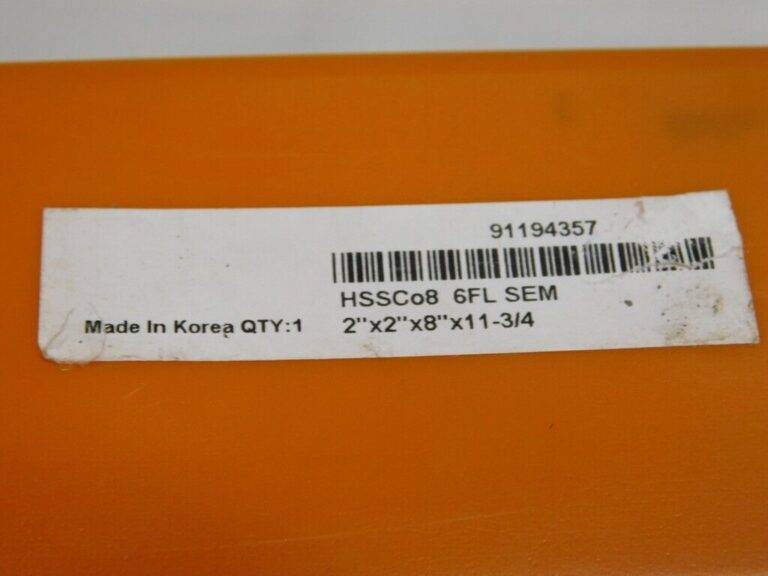 91194357
HSSCo8 6FL SEM
Made In Korea QTY:1 2"x2"x8"x11-3/4